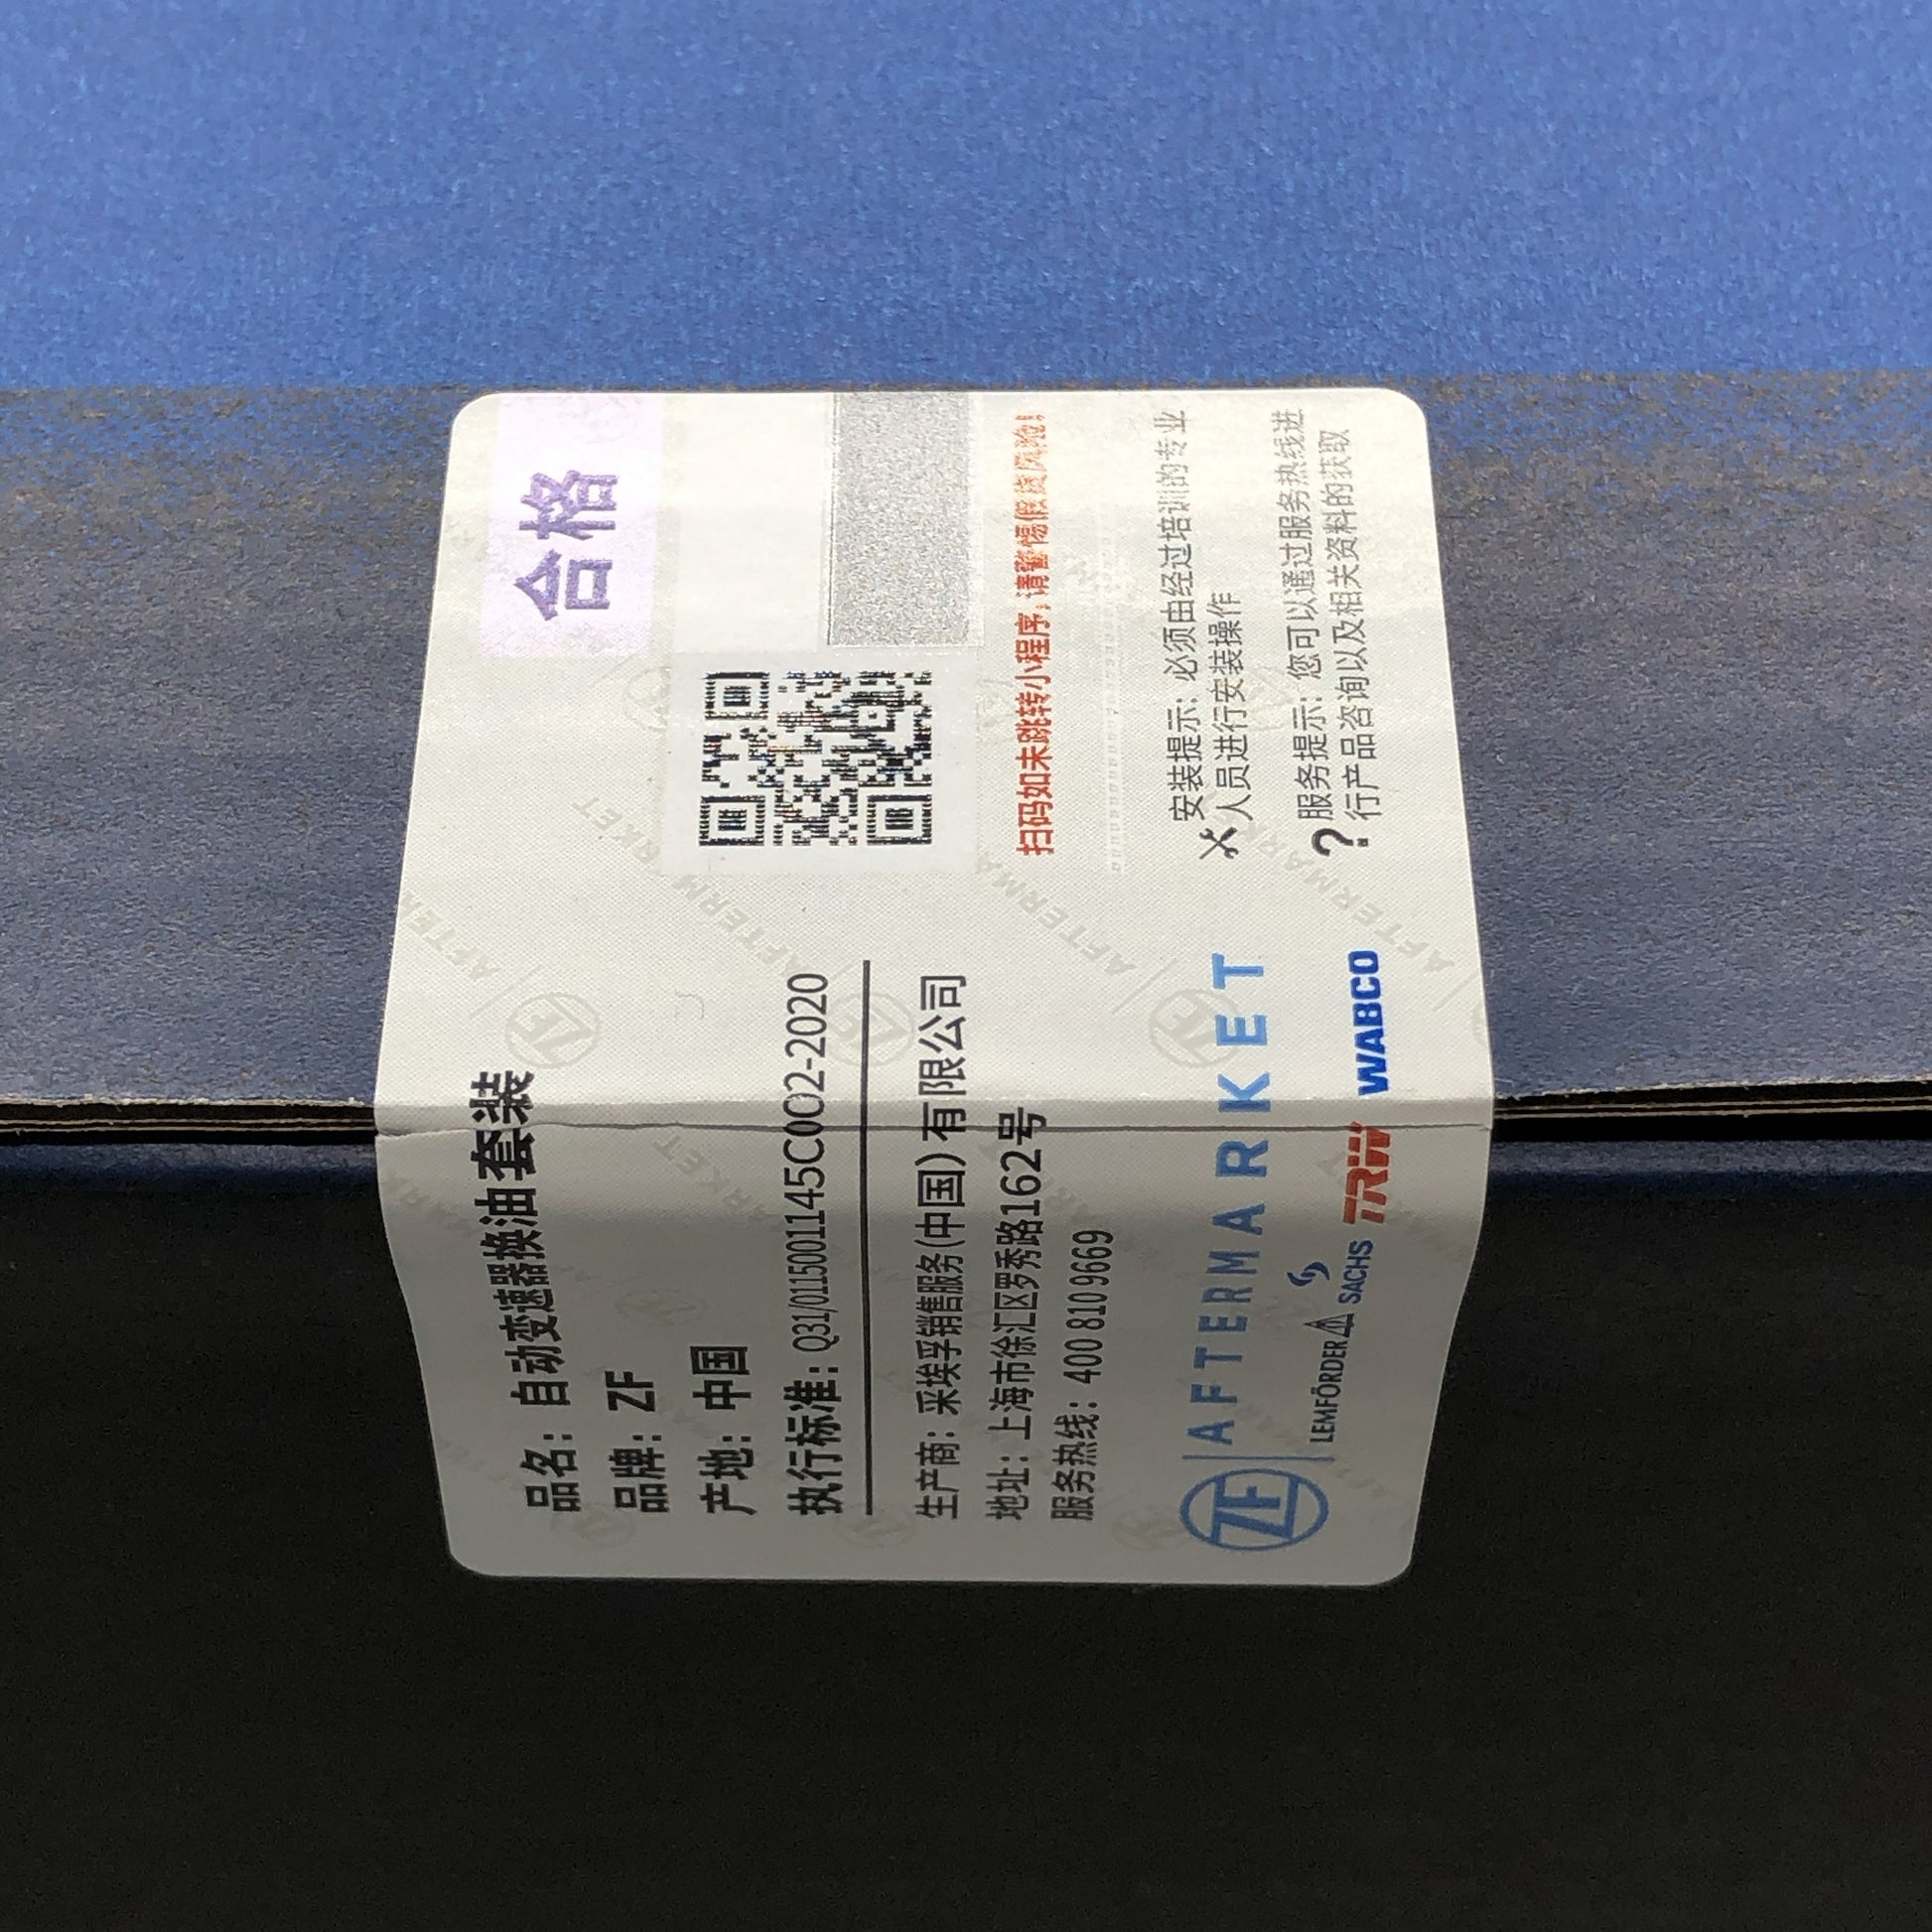 品名：自动变速器换油套装
品牌：ZF
产地：中国
执行标准：Q31/0115001145C002-2020
生产商：采埃孚销售服务(中国)有限公司
地址：上海市徐汇区罗秀路162号
服务热线：400 810 9669
ZF | AFTERMARKET
LEMFÖRDER SACHS TRW WABCO
合格
扫码如未跳转小程序，请警惕假货风险！
安装提示：必须由经过培训的专业
人员进行安装操作
服务提示：您可以通过服务热线进
行产品咨询以及相关资料的获取